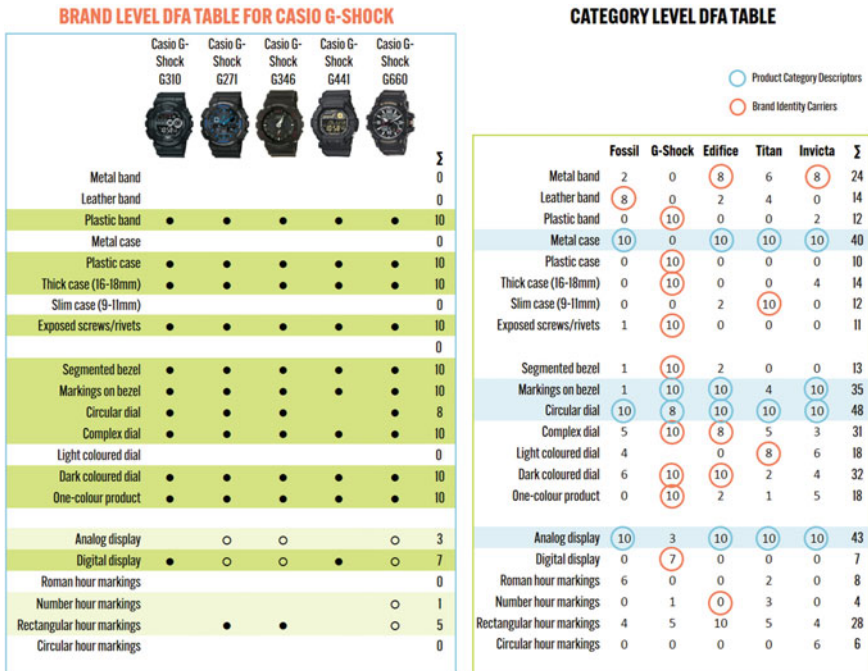 BRAND LEVEL DFA TABLE FOR CASIO G-SHOCK
Casio G-Shock G310 Casio G-Shock G271 Casio G-Shock G346 Casio G-Shock G441 Casio G-Shock G660 Σ
Metal band 0
Leather band 0
Plastic band ● ● ● ● ● 10
Metal case 0
Plastic case ● ● ● ● ● 10
Thick case (16-18mm) ● ● ● ● ● 10
Slim case (9-11mm) 0
Exposed screws/rivets ● ● ● ● ● 10
0
Segmented bezel ● ● ● ● ● 10
Markings on bezel ● ● ● ● ● 10
Circular dial ● ● ● ● 8
Complex dial ● ● ● ● ● 10
Light coloured dial 0
Dark coloured dial ● ● ● ● ● 10
One-colour product ● ● ● ● ● 10
Analog display ○ ○ ○ 3
Digital display ● ○ ○ ● ○ 7
Roman hour markings 0
Number hour markings ○ 1
Rectangular hour markings ● ● ○ 5
Circular hour markings 0
CATEGORY LEVEL DFA TABLE
Product Category Descriptors
Brand Identity Carriers
Fossil G-Shock Edifice Titan Invicta Σ
Metal band 2 0 8 6 8 24
Leather band 8 0 2 4 0 14
Plastic band 0 10 0 0 2 12
Metal case 10 0 10 10 10 40
Plastic case 0 10 0 0 0 10
Thick case (16-18mm) 0 10 0 0 4 14
Slim case (9-11mm) 0 0 2 10 0 12
Exposed screws/rivets 1 10 0 0 0 11
Segmented bezel 1 10 2 0 0 13
Markings on bezel 1 10 10 4 10 35
Circular dial 10 8 10 10 10 48
Complex dial 5 10 8 5 3 31
Light coloured dial 4 0 8 6 18
Dark coloured dial 6 10 10 2 4 32
One-colour product 0 10 2 1 5 18
Analog display 10 3 10 10 10 43
Digital display 0 7 0 0 0 7
Roman hour markings 6 0 0 2 0 8
Number hour markings 0 1 0 3 0 4
Rectangular hour markings 4 5 10 5 4 28
Circular hour markings 0 0 0 0 6 6